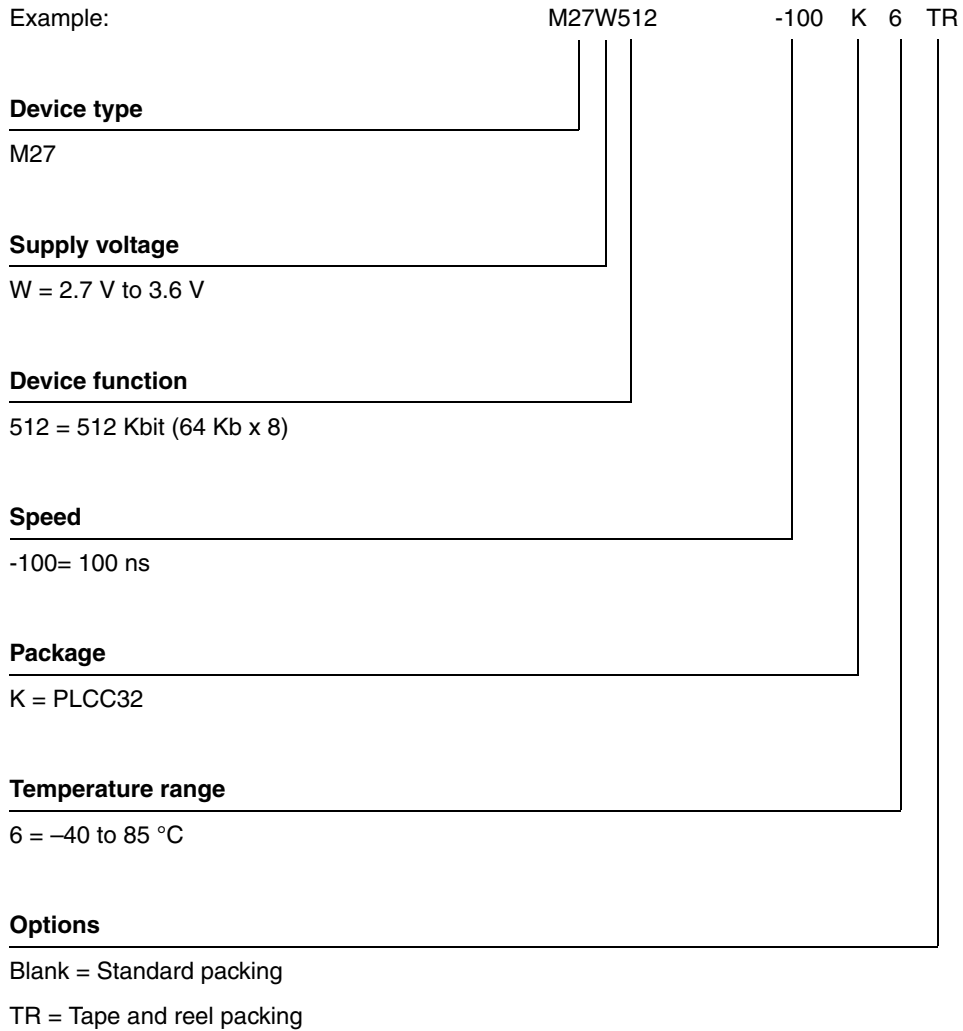 Example: M27W512 -100 K 6 TR
Device type
M27
Supply voltage
W = 2.7 V to 3.6 V
Device function
512 = 512 Kbit (64 Kb x 8)
Speed
-100= 100 ns
Package
K = PLCC32
Temperature range
6 = –40 to 85 °C
Options
Blank = Standard packing
TR = Tape and reel packing